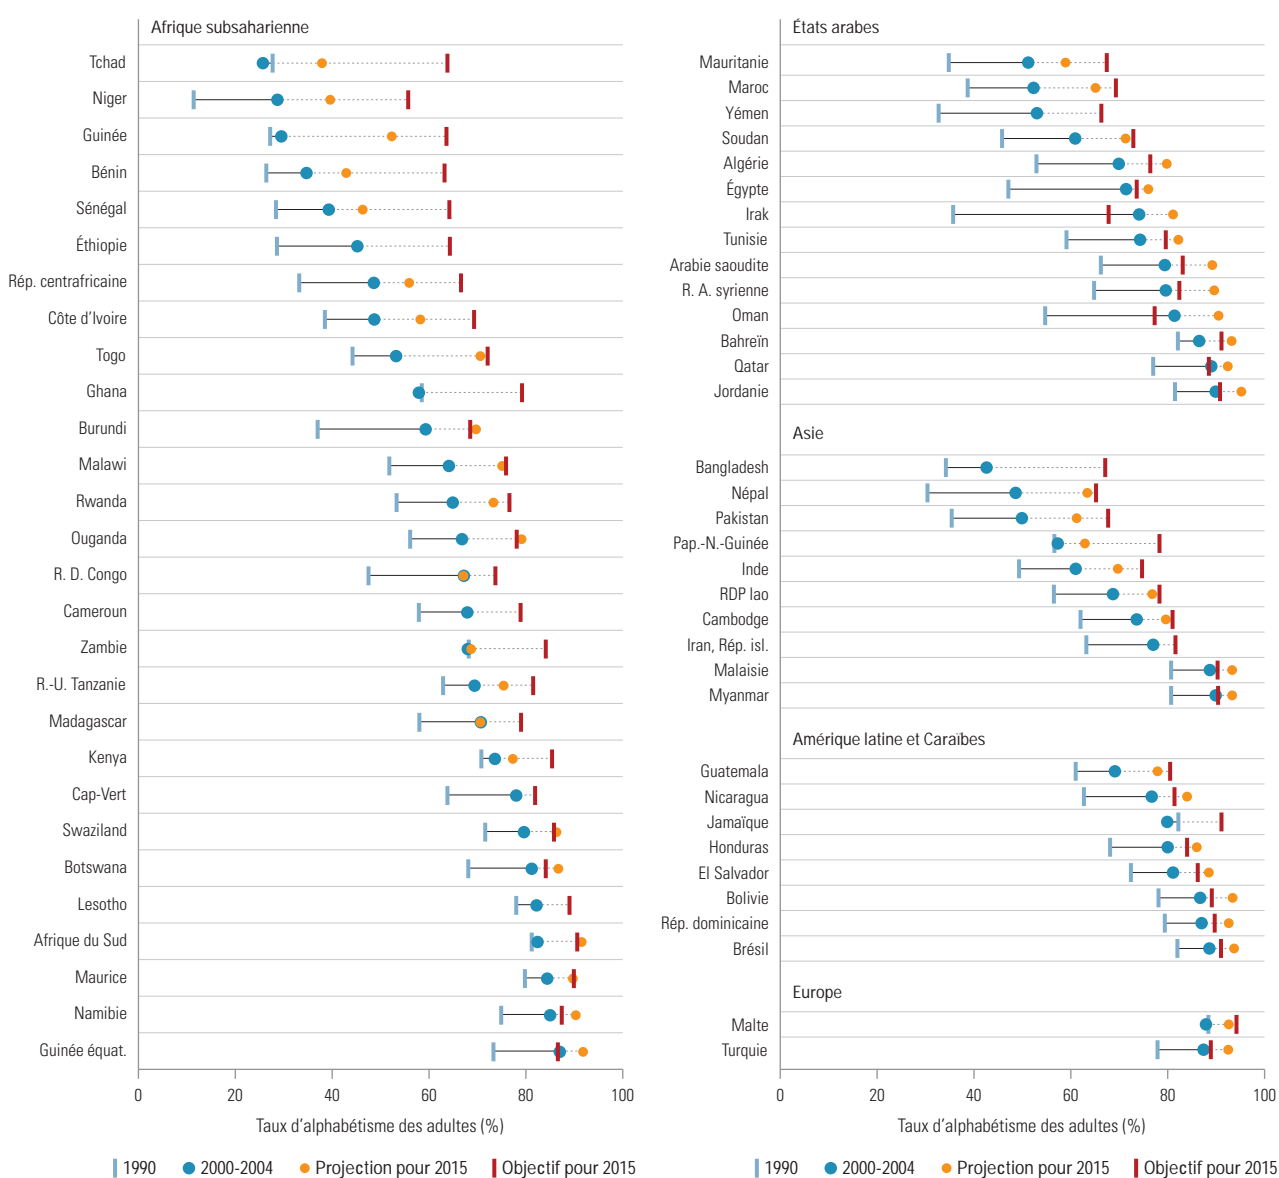 Afrique subsaharienne
Tchad
Niger
Guinée
Bénin
Sénégal
Éthiopie
Rép. centrafricaine
Côte d'Ivoire
Togo
Ghana
Burundi
Malawi
Rwanda
Ouganda
R. D. Congo
Cameroun
Zambie
R.-U. Tanzanie
Madagascar
Kenya
Cap-Vert
Swaziland
Botswana
Lesotho
Afrique du Sud
Maurice
Namibie
Guinée équat.
0 20 40 60 80 100
Taux d'alphabétisme des adultes (%)
1990 2000-2004 Projection pour 2015 Objectif pour 2015
États arabes
Mauritanie
Maroc
Yémen
Soudan
Algérie
Égypte
Irak
Tunisie
Arabie saoudite
R. A. syrienne
Oman
Bahreïn
Qatar
Jordanie
Asie
Bangladesh
Népal
Pakistan
Pap.-N.-Guinée
Inde
RDP lao
Cambodge
Iran, Rép. isl.
Malaisie
Myanmar
Amérique latine et Caraïbes
Guatemala
Nicaragua
Jamaïque
Honduras
El Salvador
Bolivie
Rép. dominicaine
Brésil
Europe
Malte
Turquie
0 20 40 60 80 100
Taux d'alphabétisme des adultes (%)
1990 2000-2004 Projection pour 2015 Objectif pour 2015